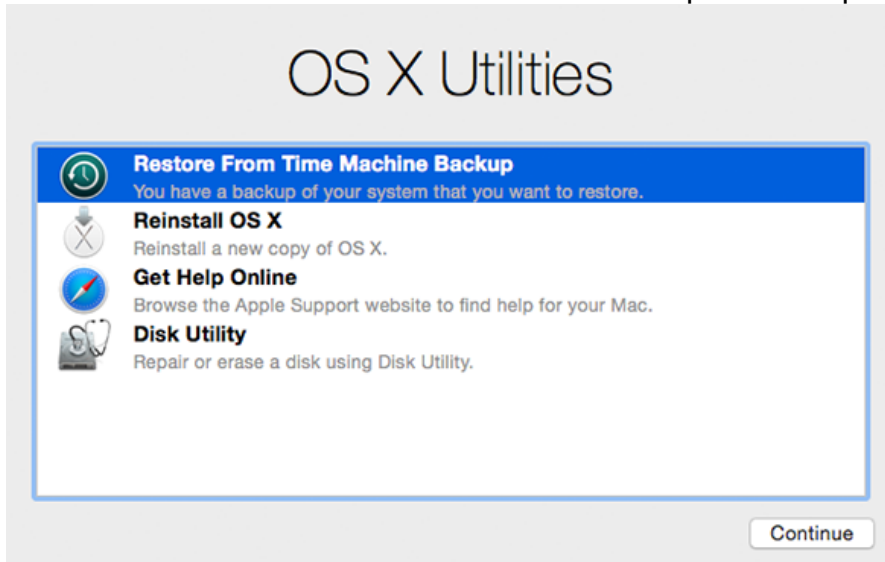 OS X Utilities
Restore From Time Machine Backup
You have a backup of your system that you want to restore.
Reinstall OS X
Reinstall a new copy of OS X.
Get Help Online
Browse the Apple Support website to find help for your Mac.
Disk Utility
Repair or erase a disk using Disk Utility.
Continue